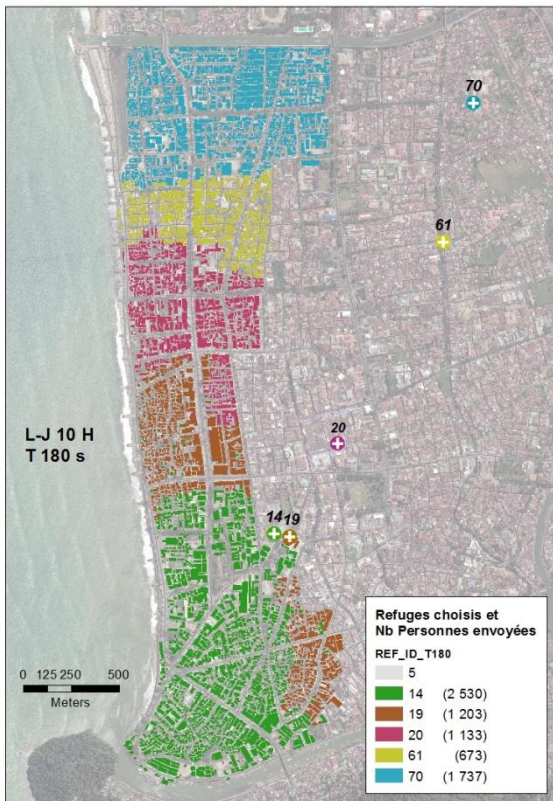 70
61
20
L-J 10 H
T 180 s
14 19
0 125 250 500
Meters
Refuges choisis et
Nb Personnes envoyées
REF_ID_T180
5
14 (2 530)
19 (1 203)
20 (1 133)
61 (673)
70 (1 737)